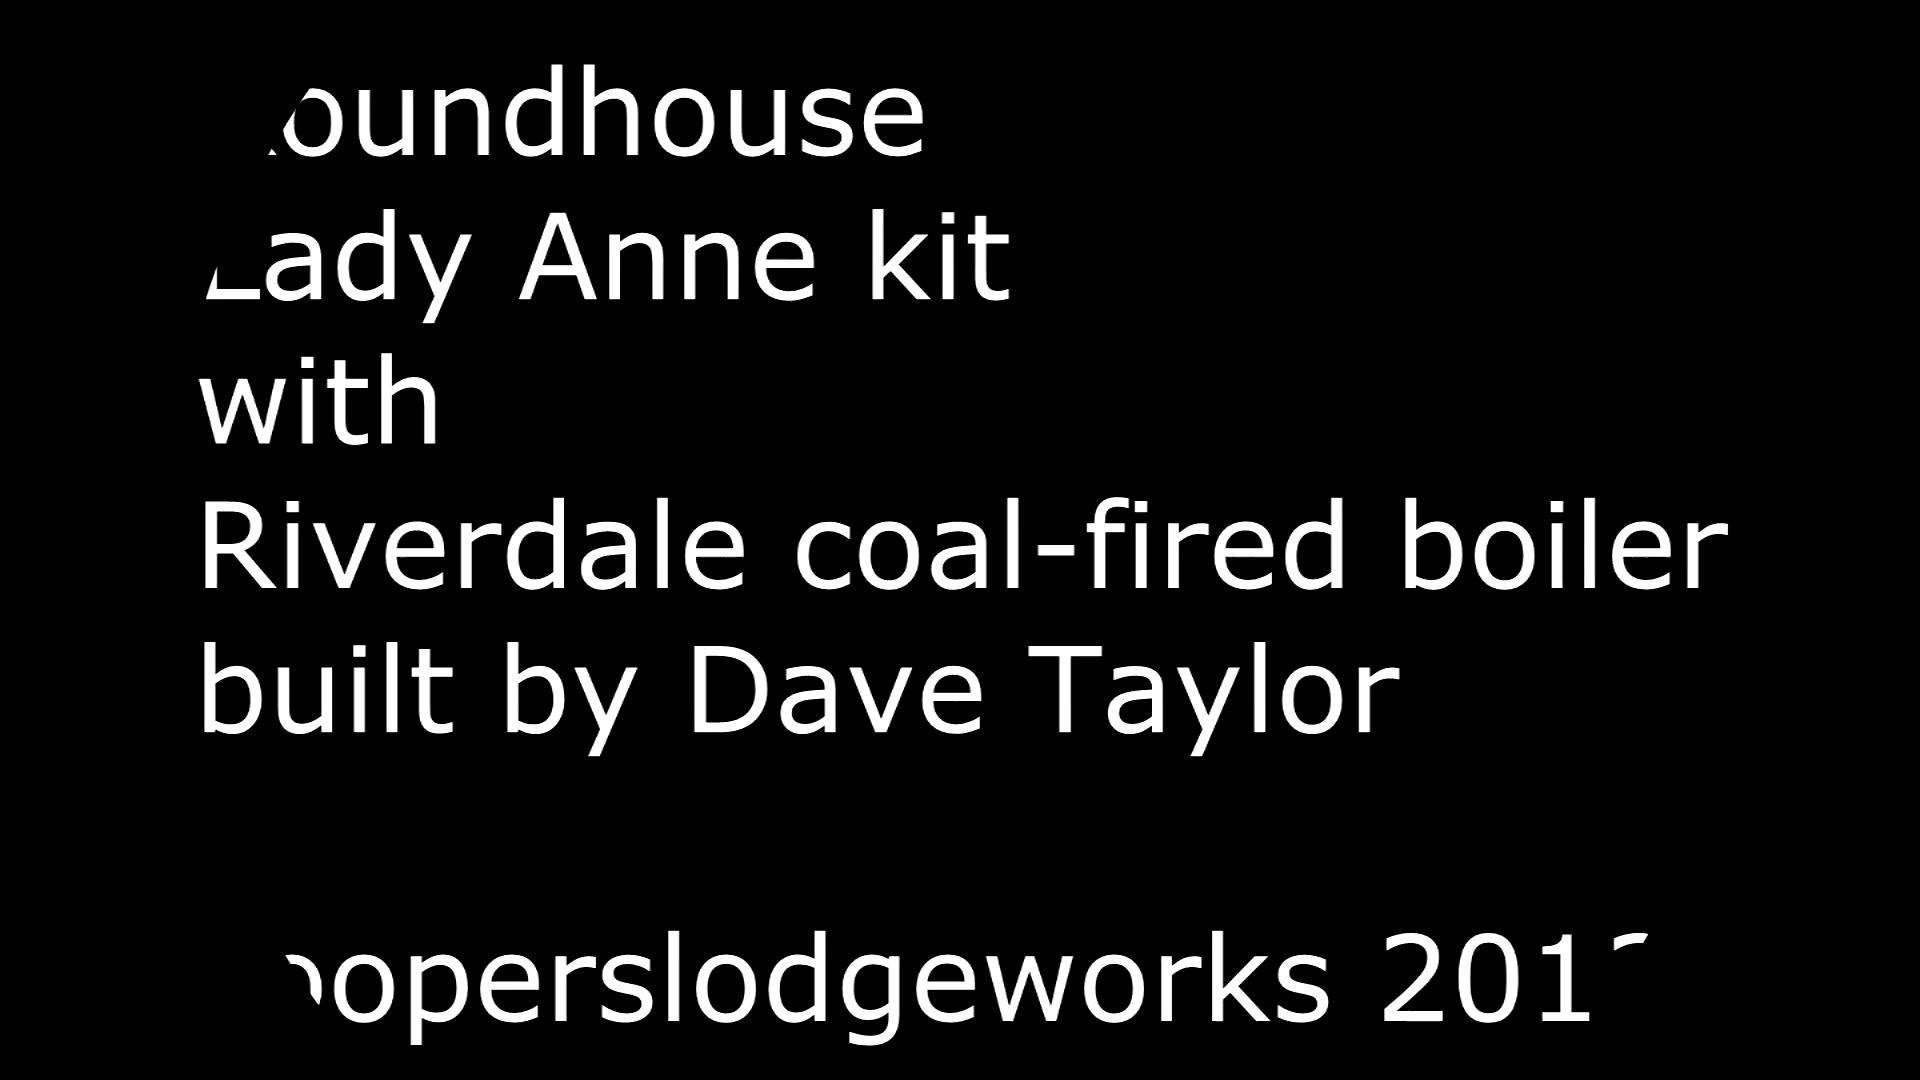 Roundhouse
Lady Anne kit
with
Riverdale coal-fired boiler
built by Dave Taylor